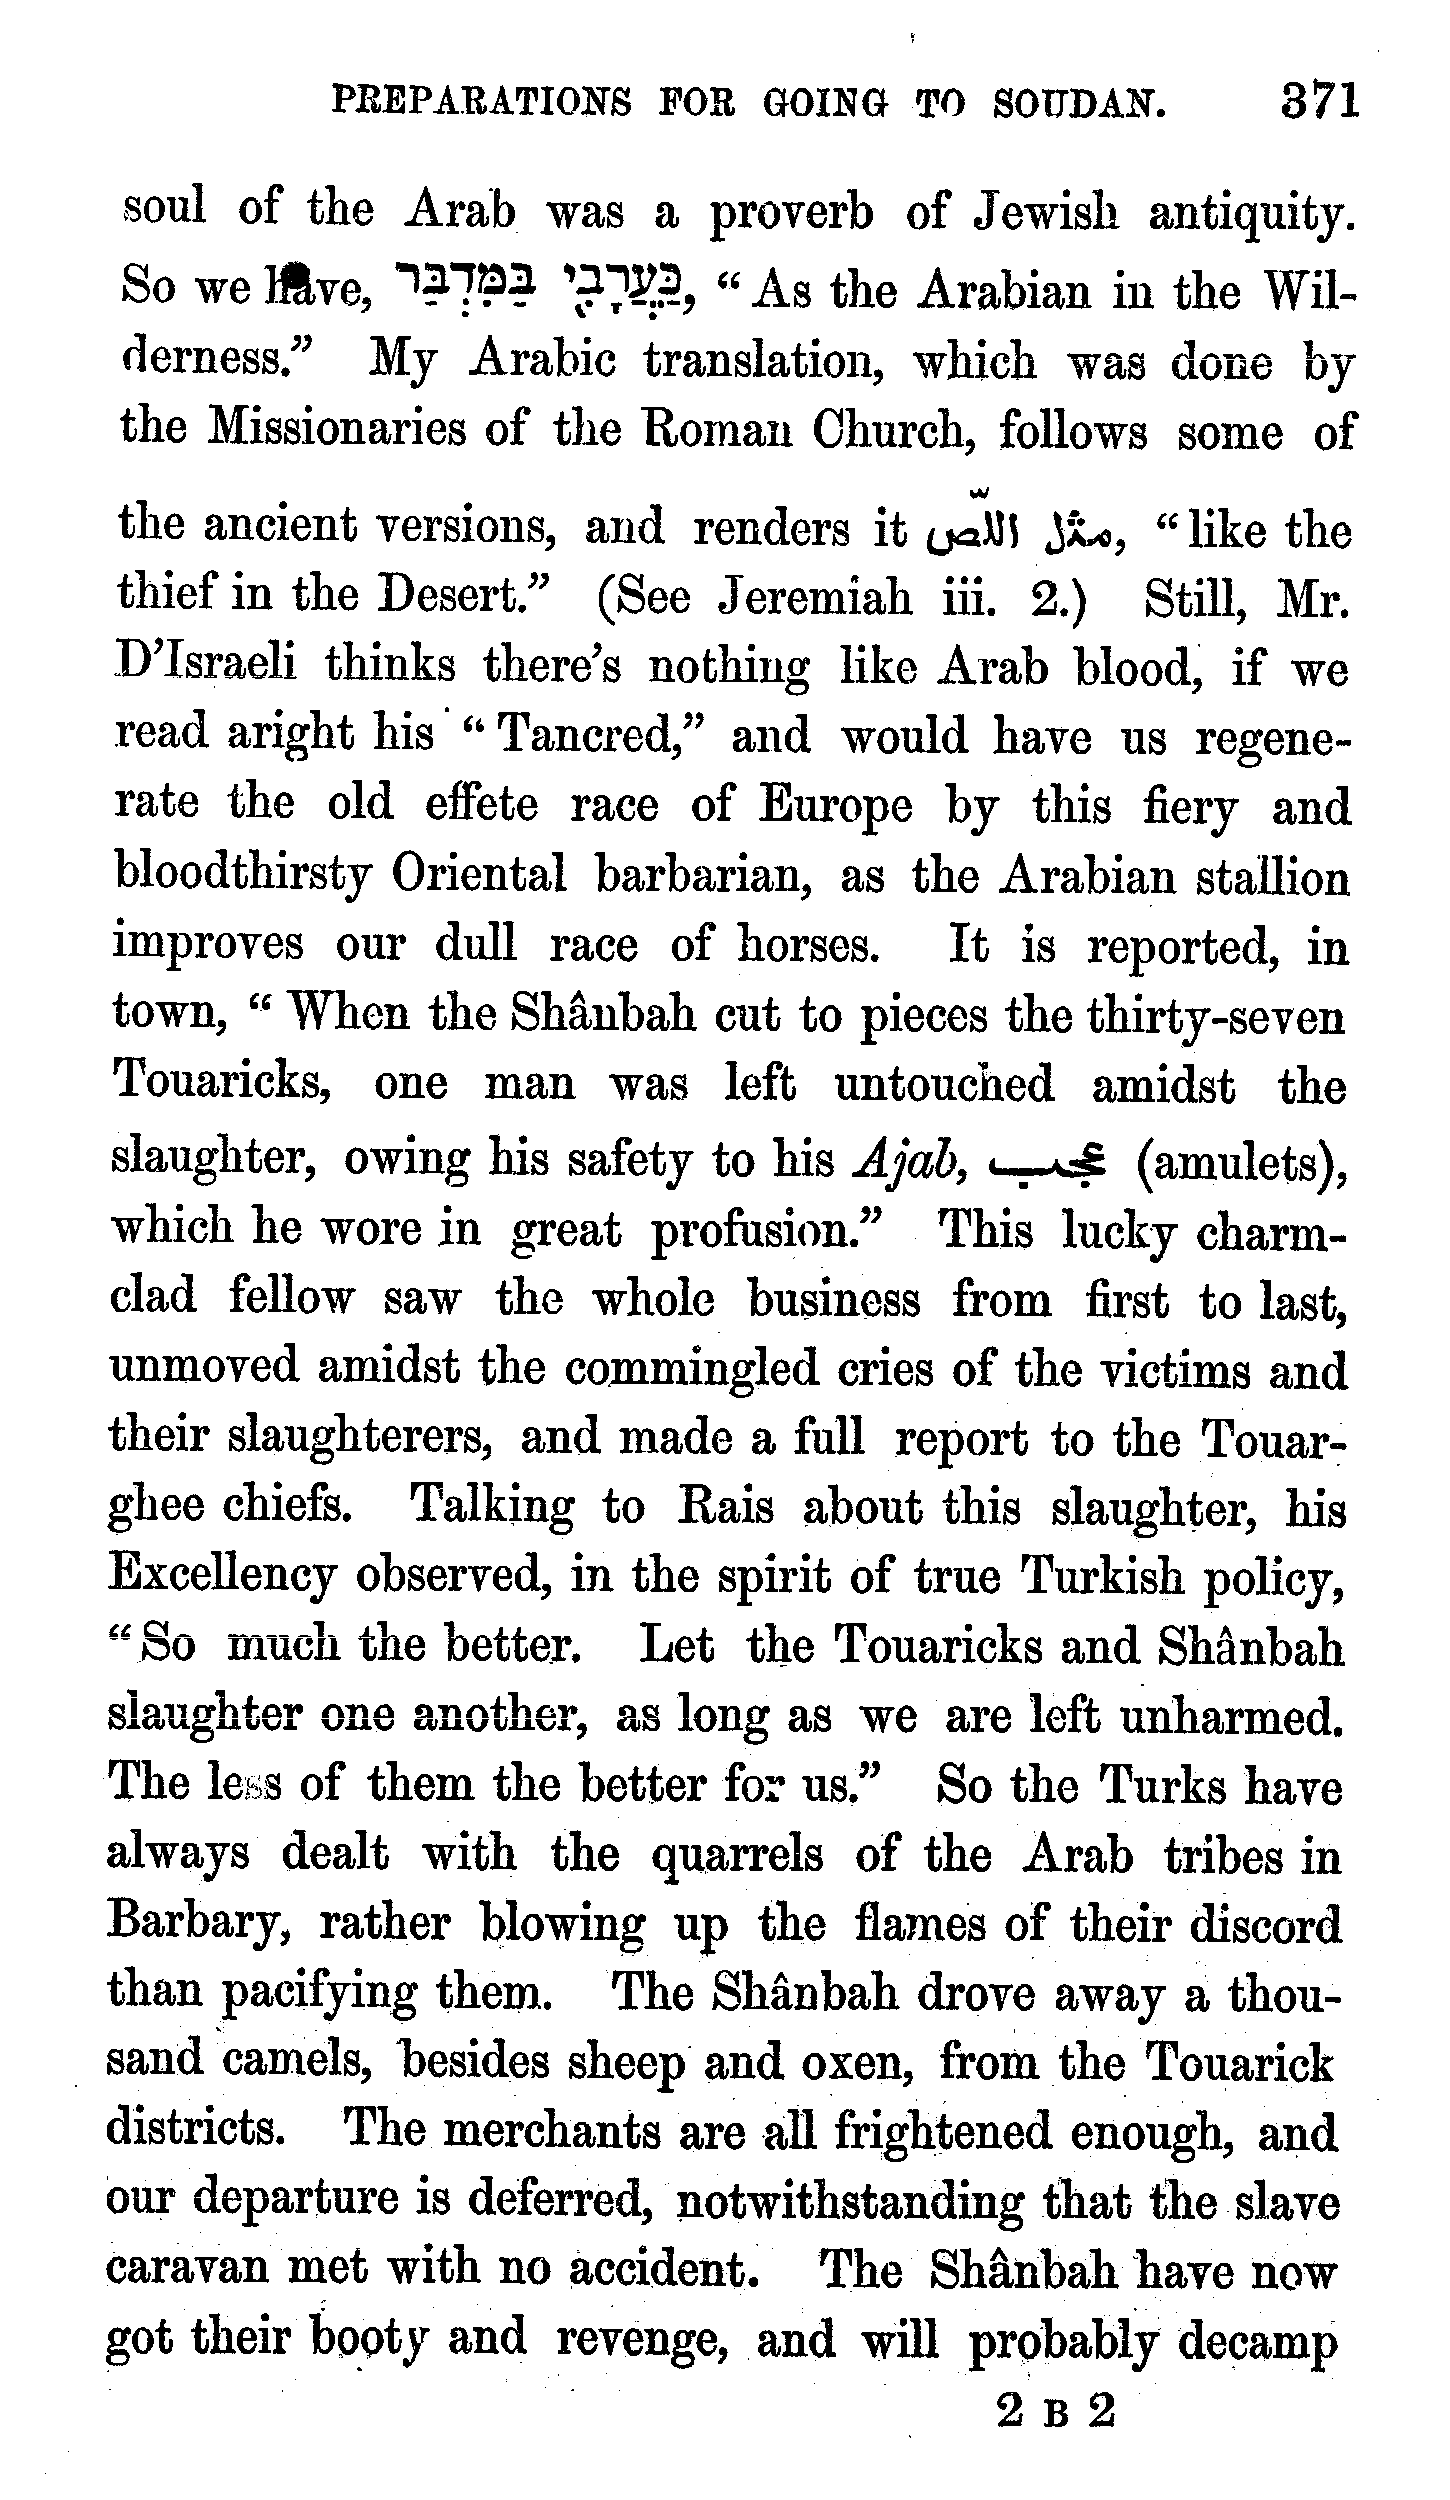 PREPARATIONS FOR GOING TO SOUDAN. 371
soul of the Arab was a proverb of Jewish antiquity.
So we have, כַּעֲרָבִי בַּמִּדְבָּר, “As the Arabian in the Wil-
derness.” My Arabic translation, which was done by
the Missionaries of the Roman Church, follows some of
the ancient versions, and renders it مثل اللّص, “like the
thief in the Desert.” (See Jeremiah iii. 2.) Still, Mr.
D’Israeli thinks there’s nothing like Arab blood, if we
read aright his “Tancred,” and would have us regene-
rate the old effete race of Europe by this fiery and
bloodthirsty Oriental barbarian, as the Arabian stallion
improves our dull race of horses. It is reported, in
town, “When the Shânbah cut to pieces the thirty-seven
Touaricks, one man was left untouched amidst the
slaughter, owing his safety to his Ajab, عجب (amulets),
which he wore in great profusion.” This lucky charm-
clad fellow saw the whole business from first to last,
unmoved amidst the commingled cries of the victims and
their slaughterers, and made a full report to the Touar-
ghee chiefs. Talking to Rais about this slaughter, his
Excellency observed, in the spirit of true Turkish policy,
“So much the better. Let the Touaricks and Shânbah
slaughter one another, as long as we are left unharmed.
The less of them the better for us.” So the Turks have
always dealt with the quarrels of the Arab tribes in
Barbary, rather blowing up the flames of their discord
than pacifying them. The Shânbah drove away a thou-
sand camels, besides sheep and oxen, from the Touarick
districts. The merchants are all frightened enough, and
our departure is deferred, notwithstanding that the slave
caravan met with no accident. The Shânbah have now
got their booty and revenge, and will probably decamp
2 B 2